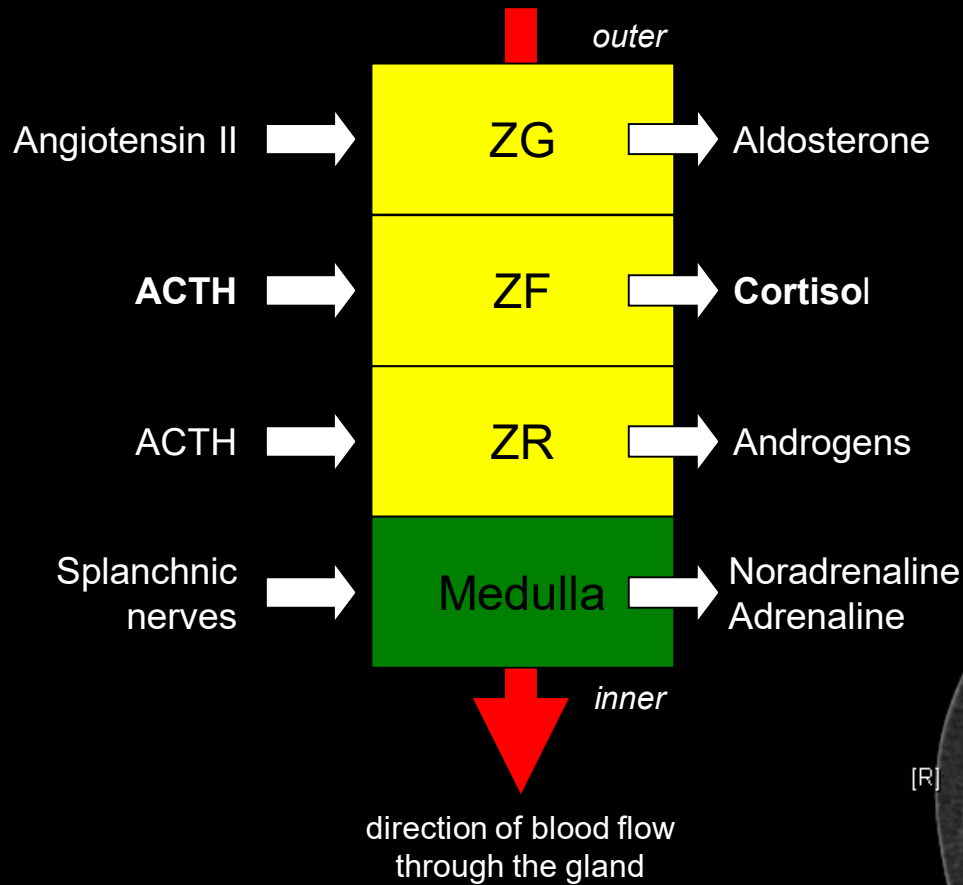 outer
Angiotensin II
ZG
Aldosterone
ACTH
ZF
Cortisol
ACTH
ZR
Androgens
Splanchnic
nerves
Medulla
Noradrenaline
Adrenaline
inner
[R]
direction of blood flow
through the gland